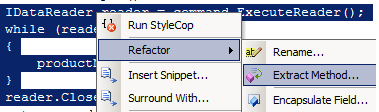 IDataReader reader = command.ExecuteReader();
while (reade
{
product
reader.Close
Run StyleCop
Refactor
Insert Snippet...
Surround With...
Rename...
Extract Method...
Encapsulate Field...